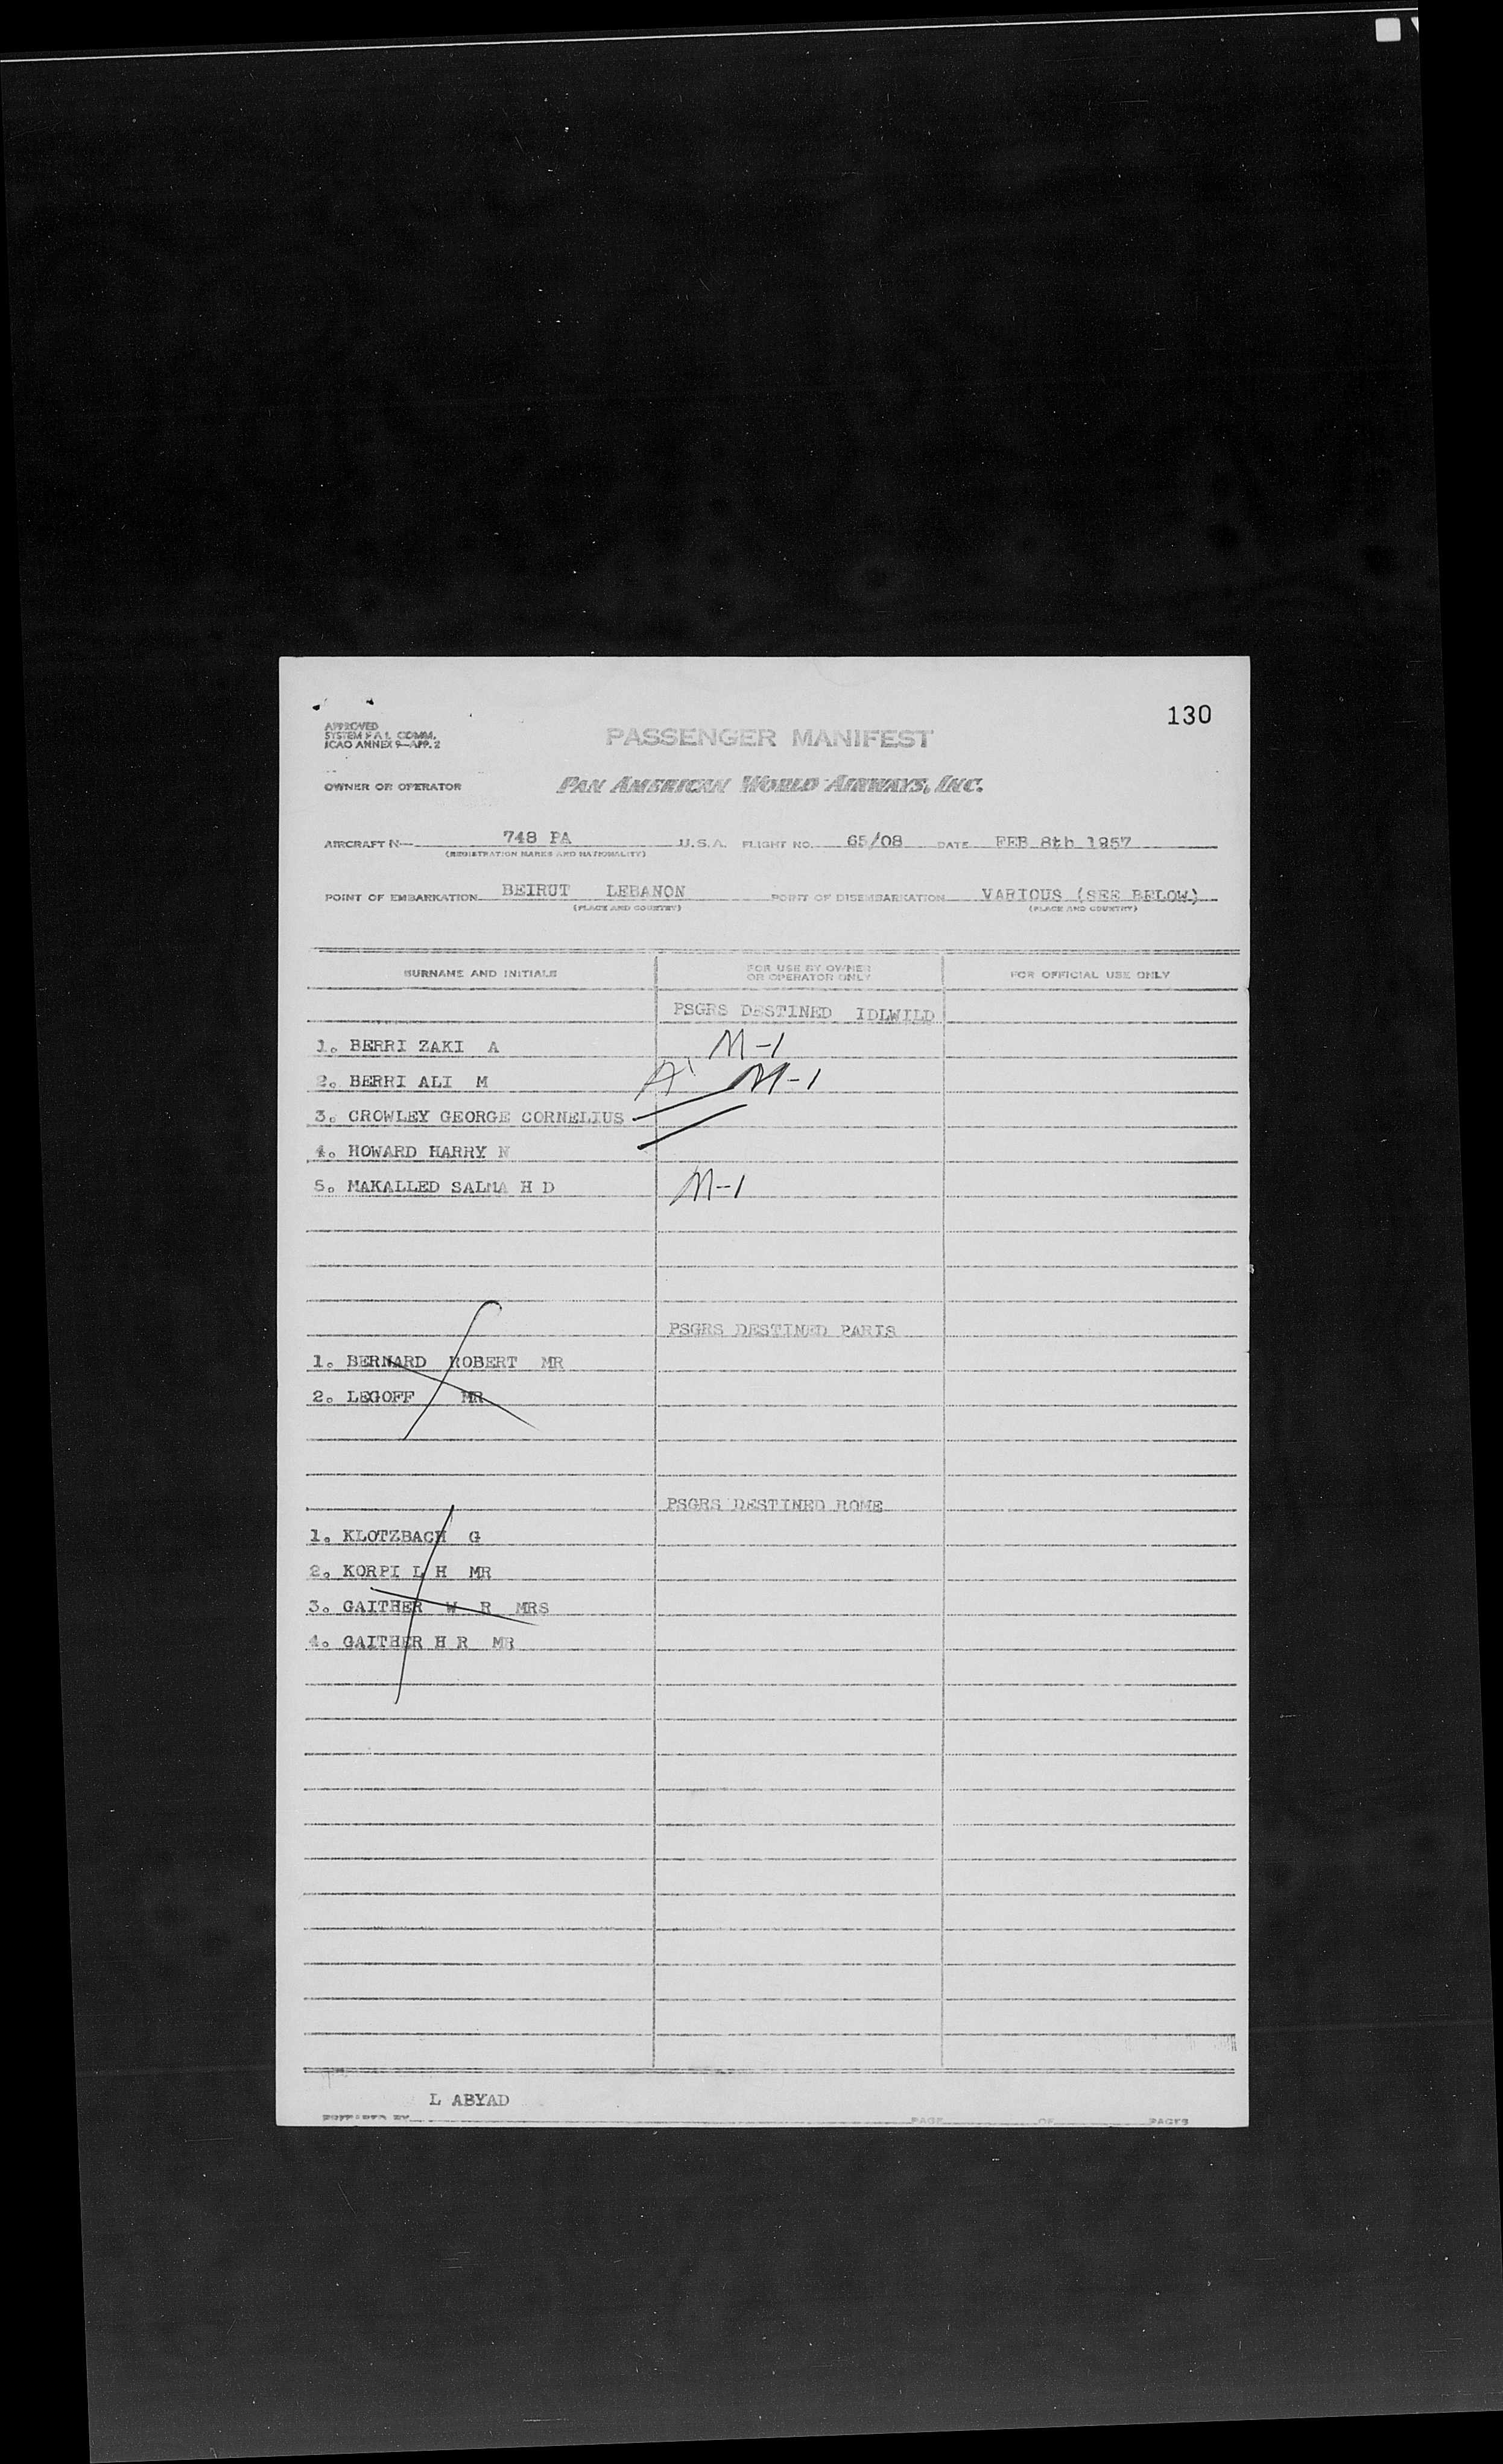 130
APPROVED
SYSTEM F A L COMM.
ICAO ANNEX 9—APP. 2
PASSENGER MANIFEST
OWNER OR OPERATOR PAN AMERICAN WORLD AIRWAYS, INC.
AIRCRAFT N— 748 PA U.S.A. FLIGHT NO. 65/08 DATE FEB 8th 1957
(REGISTRATION MARKS AND NATIONALITY)
POINT OF EMBARKATION BEIRUT LEBANON POINT OF DISEMBARKATION VARIOUS (SEE BELOW)
(PLACE AND COUNTRY) (PLACE AND COUNTRY)
SURNAME AND INITIALS FOR USE BY OWNER OR OPERATOR ONLY FOR OFFICIAL USE ONLY
PSGRS DESTINED IDLWILD
1. BERRI ZAKI A M-1
2. BERRI ALI M A M-1
3. CROWLEY GEORGE CORNELIUS
4. HOWARD HARRY N
5. MAKALLED SALMA H D M-1
PSGRS DESTINED PARIS
1. BERNARD ROBERT MR
2. LEGOFF MR
PSGRS DESTINED ROME
1. KLOTZBACH G
2. KORPI L H MR
3. GAITHER W R MRS
4. GAITHER H R MR
L ABYAD
PREPARED BY PAGE OF PAGES